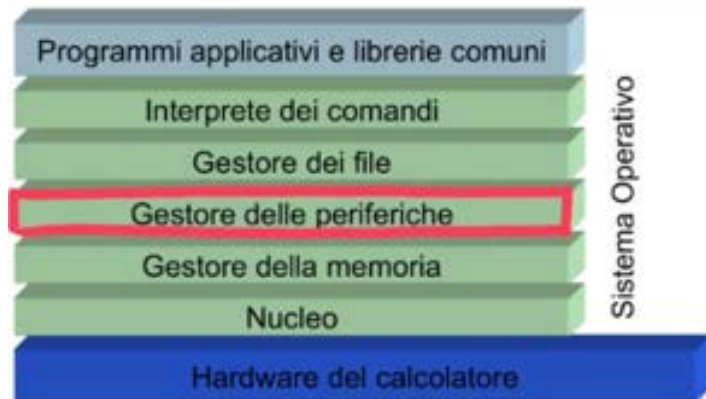 Programmi applicativi e librerie comuni
Interprete dei comandi
Gestore dei file
Gestore delle periferiche
Gestore della memoria
Nucleo
Hardware del calcolatore
Sistema Operativo